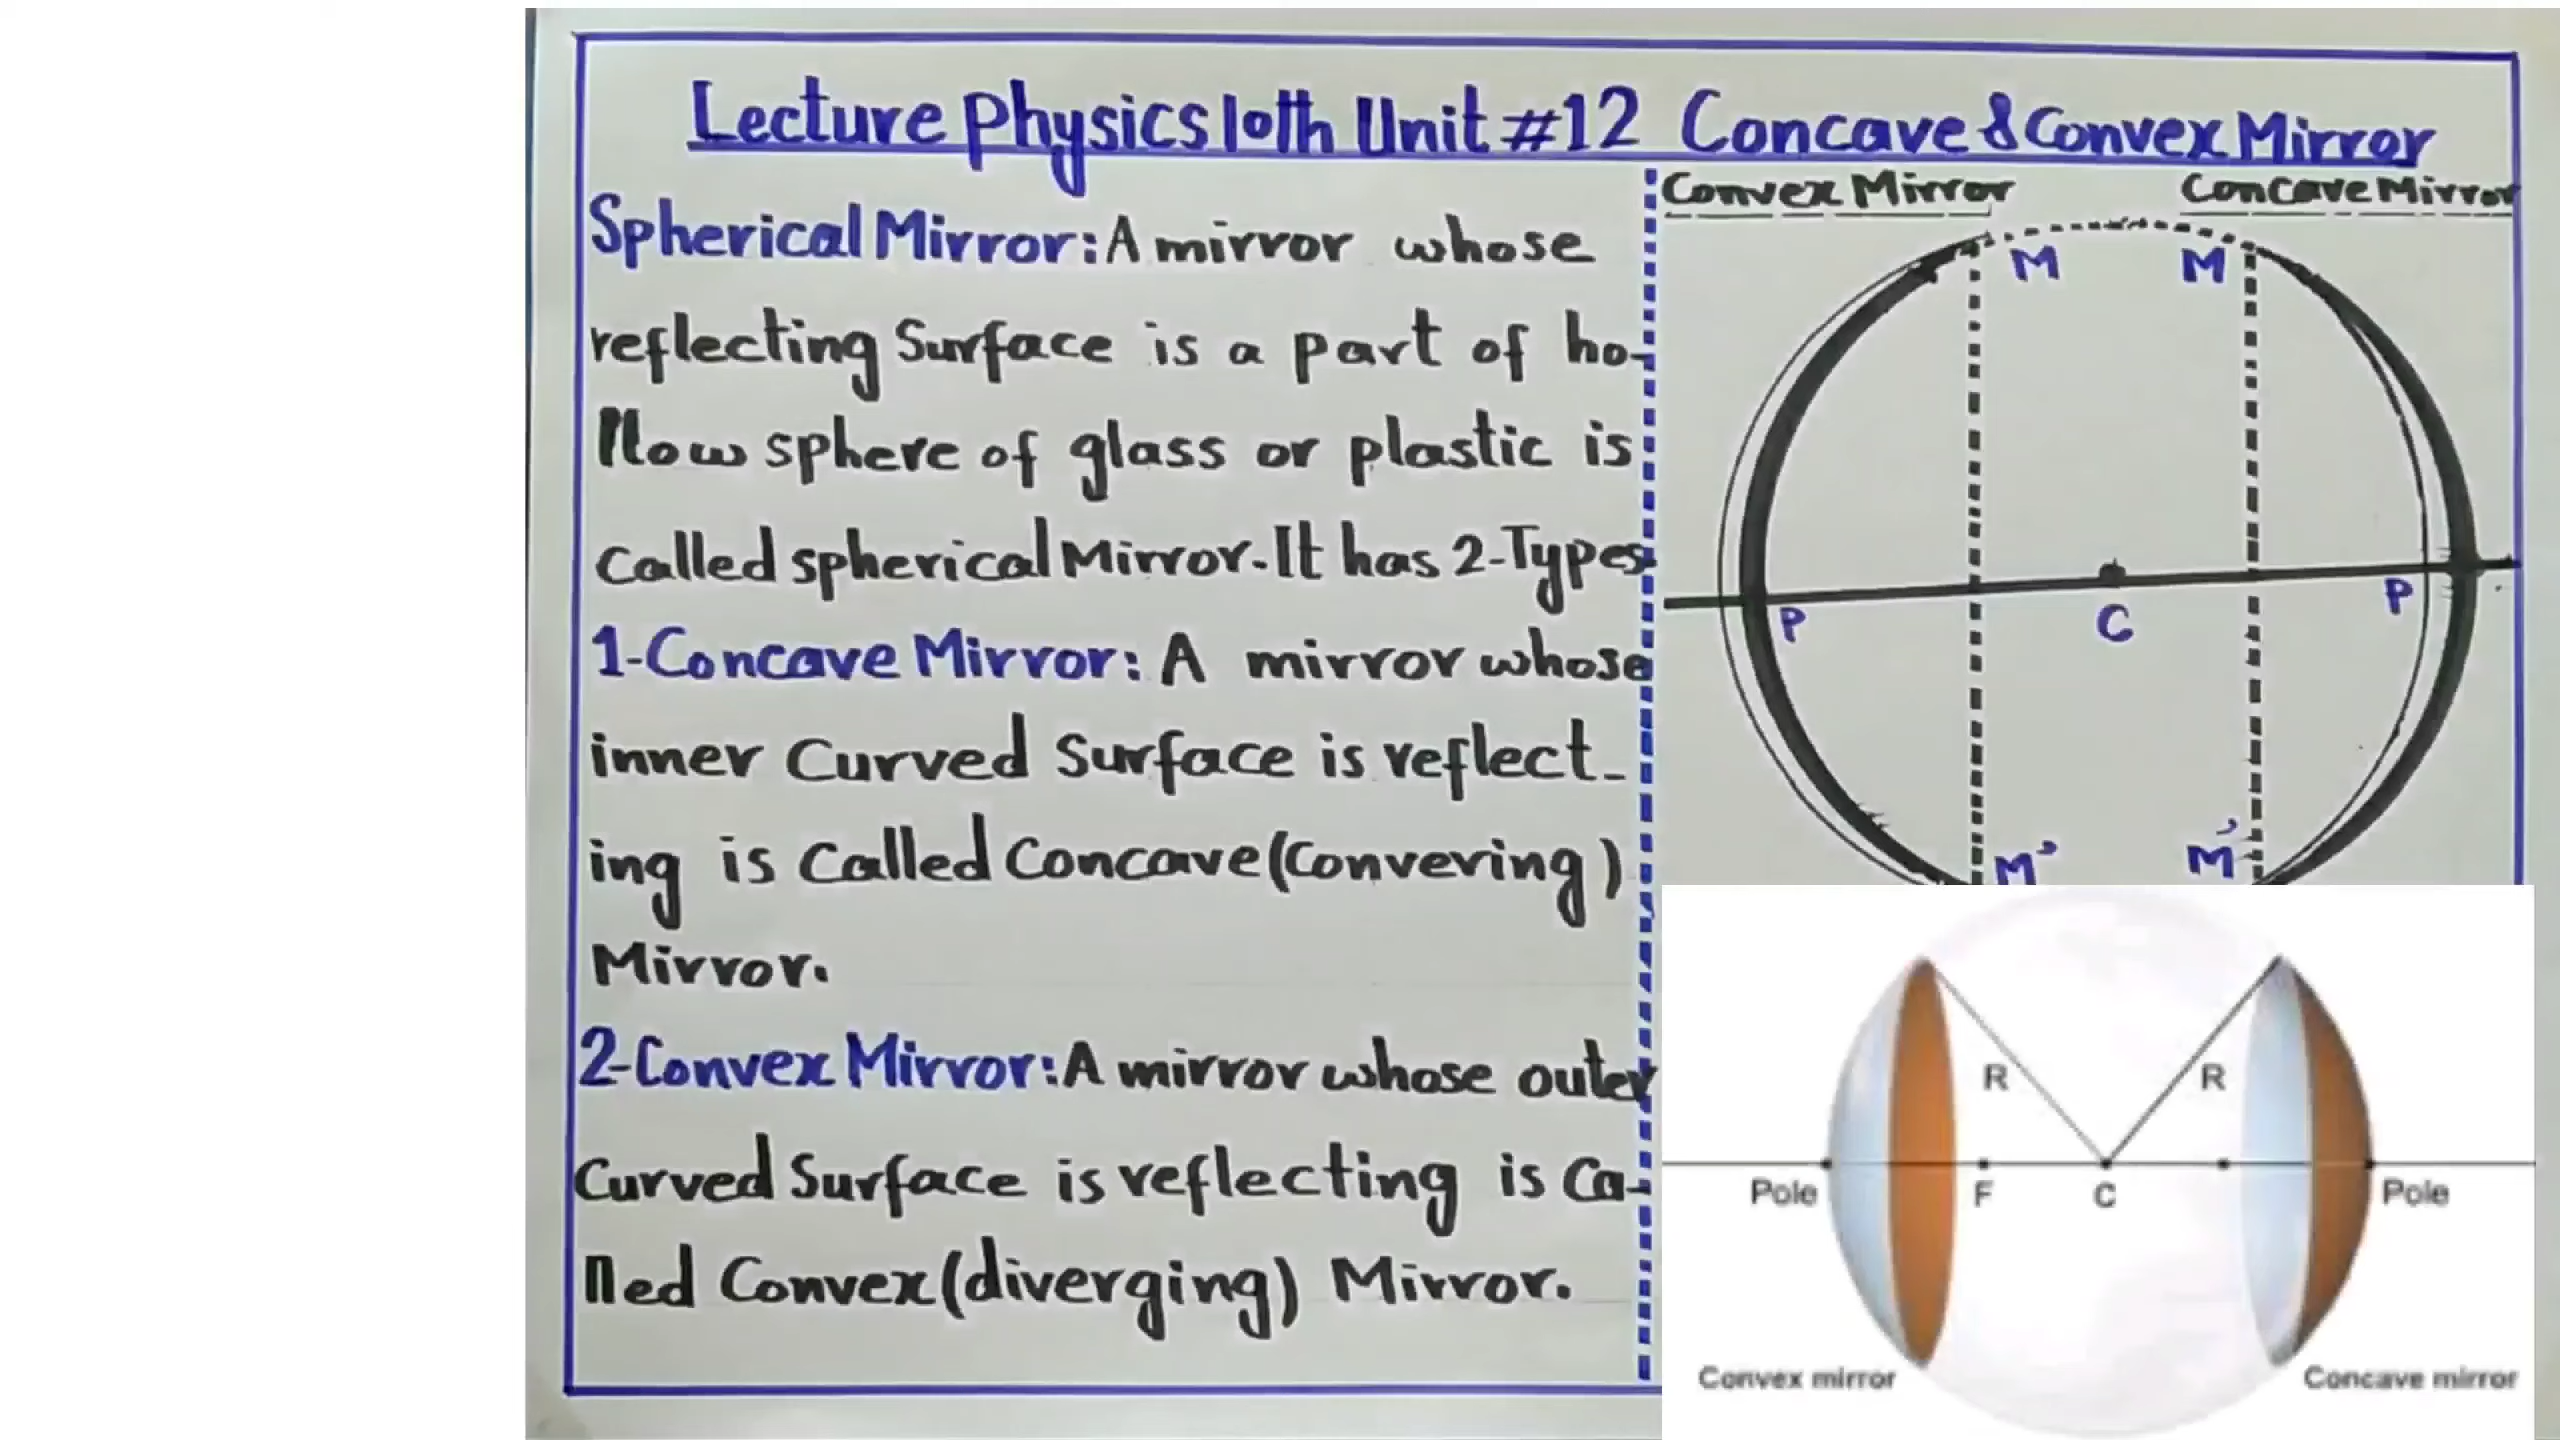 Lecture Physics 10th Unit #12 Concave & Convex Mirror
Spherical Mirror: A mirror whose
reflecting Surface is a part of ho-
llow sphere of glass or plastic is
Called spherical Mirror. It has 2-Types
1-Concave Mirror: A mirror whose
inner Curved Surface is reflect-
ing is Called Concave (Convering)
Mirror.
2-Convex Mirror: A mirror whose outer
Curved Surface is reflecting is Ca-
lled Convex (diverging) Mirror.
Convex Mirror Concave Mirror
M M
P C P
M' M'
R R
Pole F C Pole
Convex mirror Concave mirror